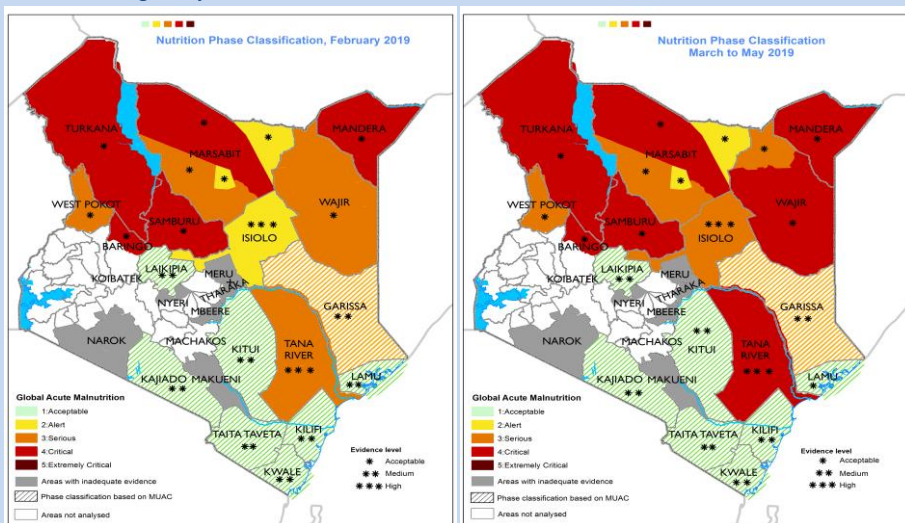 Nutrition Phase Classification, February 2019
TURKANA
MANDERA
MARSABIT
WEST POKOT
WAJIR
SAMBURU
ISIOLO
BARINGO
LAIKIPIA
MERU
KOIBATEK
THARAKA
NYERI
MBEERE
GARISSA
NAROK
MACHAKOS
KITUI
TANA
RIVER
KAJIADO
MAKUENI
LAMU
TAITA TAVETA
KILIFI
KWALE
Global Acute Malnutrition
1:Acceptable
2:Alert
3:Serious
4:Critical
5:Extremely Critical
Areas with inadequate evidence
Phase classification based on MUAC
Areas not analysed
Evidence level
Acceptable
Medium
High
Nutrition Phase Classification
March to May 2019
TURKANA
MANDERA
MARSABIT
WEST POKOT
WAJIR
SAMBURU
ISIOLO
BARINGO
LAIKIPIA
MERU
KOIBATEK
THARAKA
NYERI
MBEERE
GARISSA
NAROK
MACHAKOS
KITUI
TANA
RIVER
KAJIADO
MAKUENI
LAMU
TAITA TAVETA
KILIFI
KWALE
Global Acute Malnutrition
1:Acceptable
2:Alert
3:Serious
4:Critical
5:Extremely Critical
Areas with inadequate evidence
Phase classification based on MUAC
Areas not analysed
Evidence level
Acceptable
Medium
High